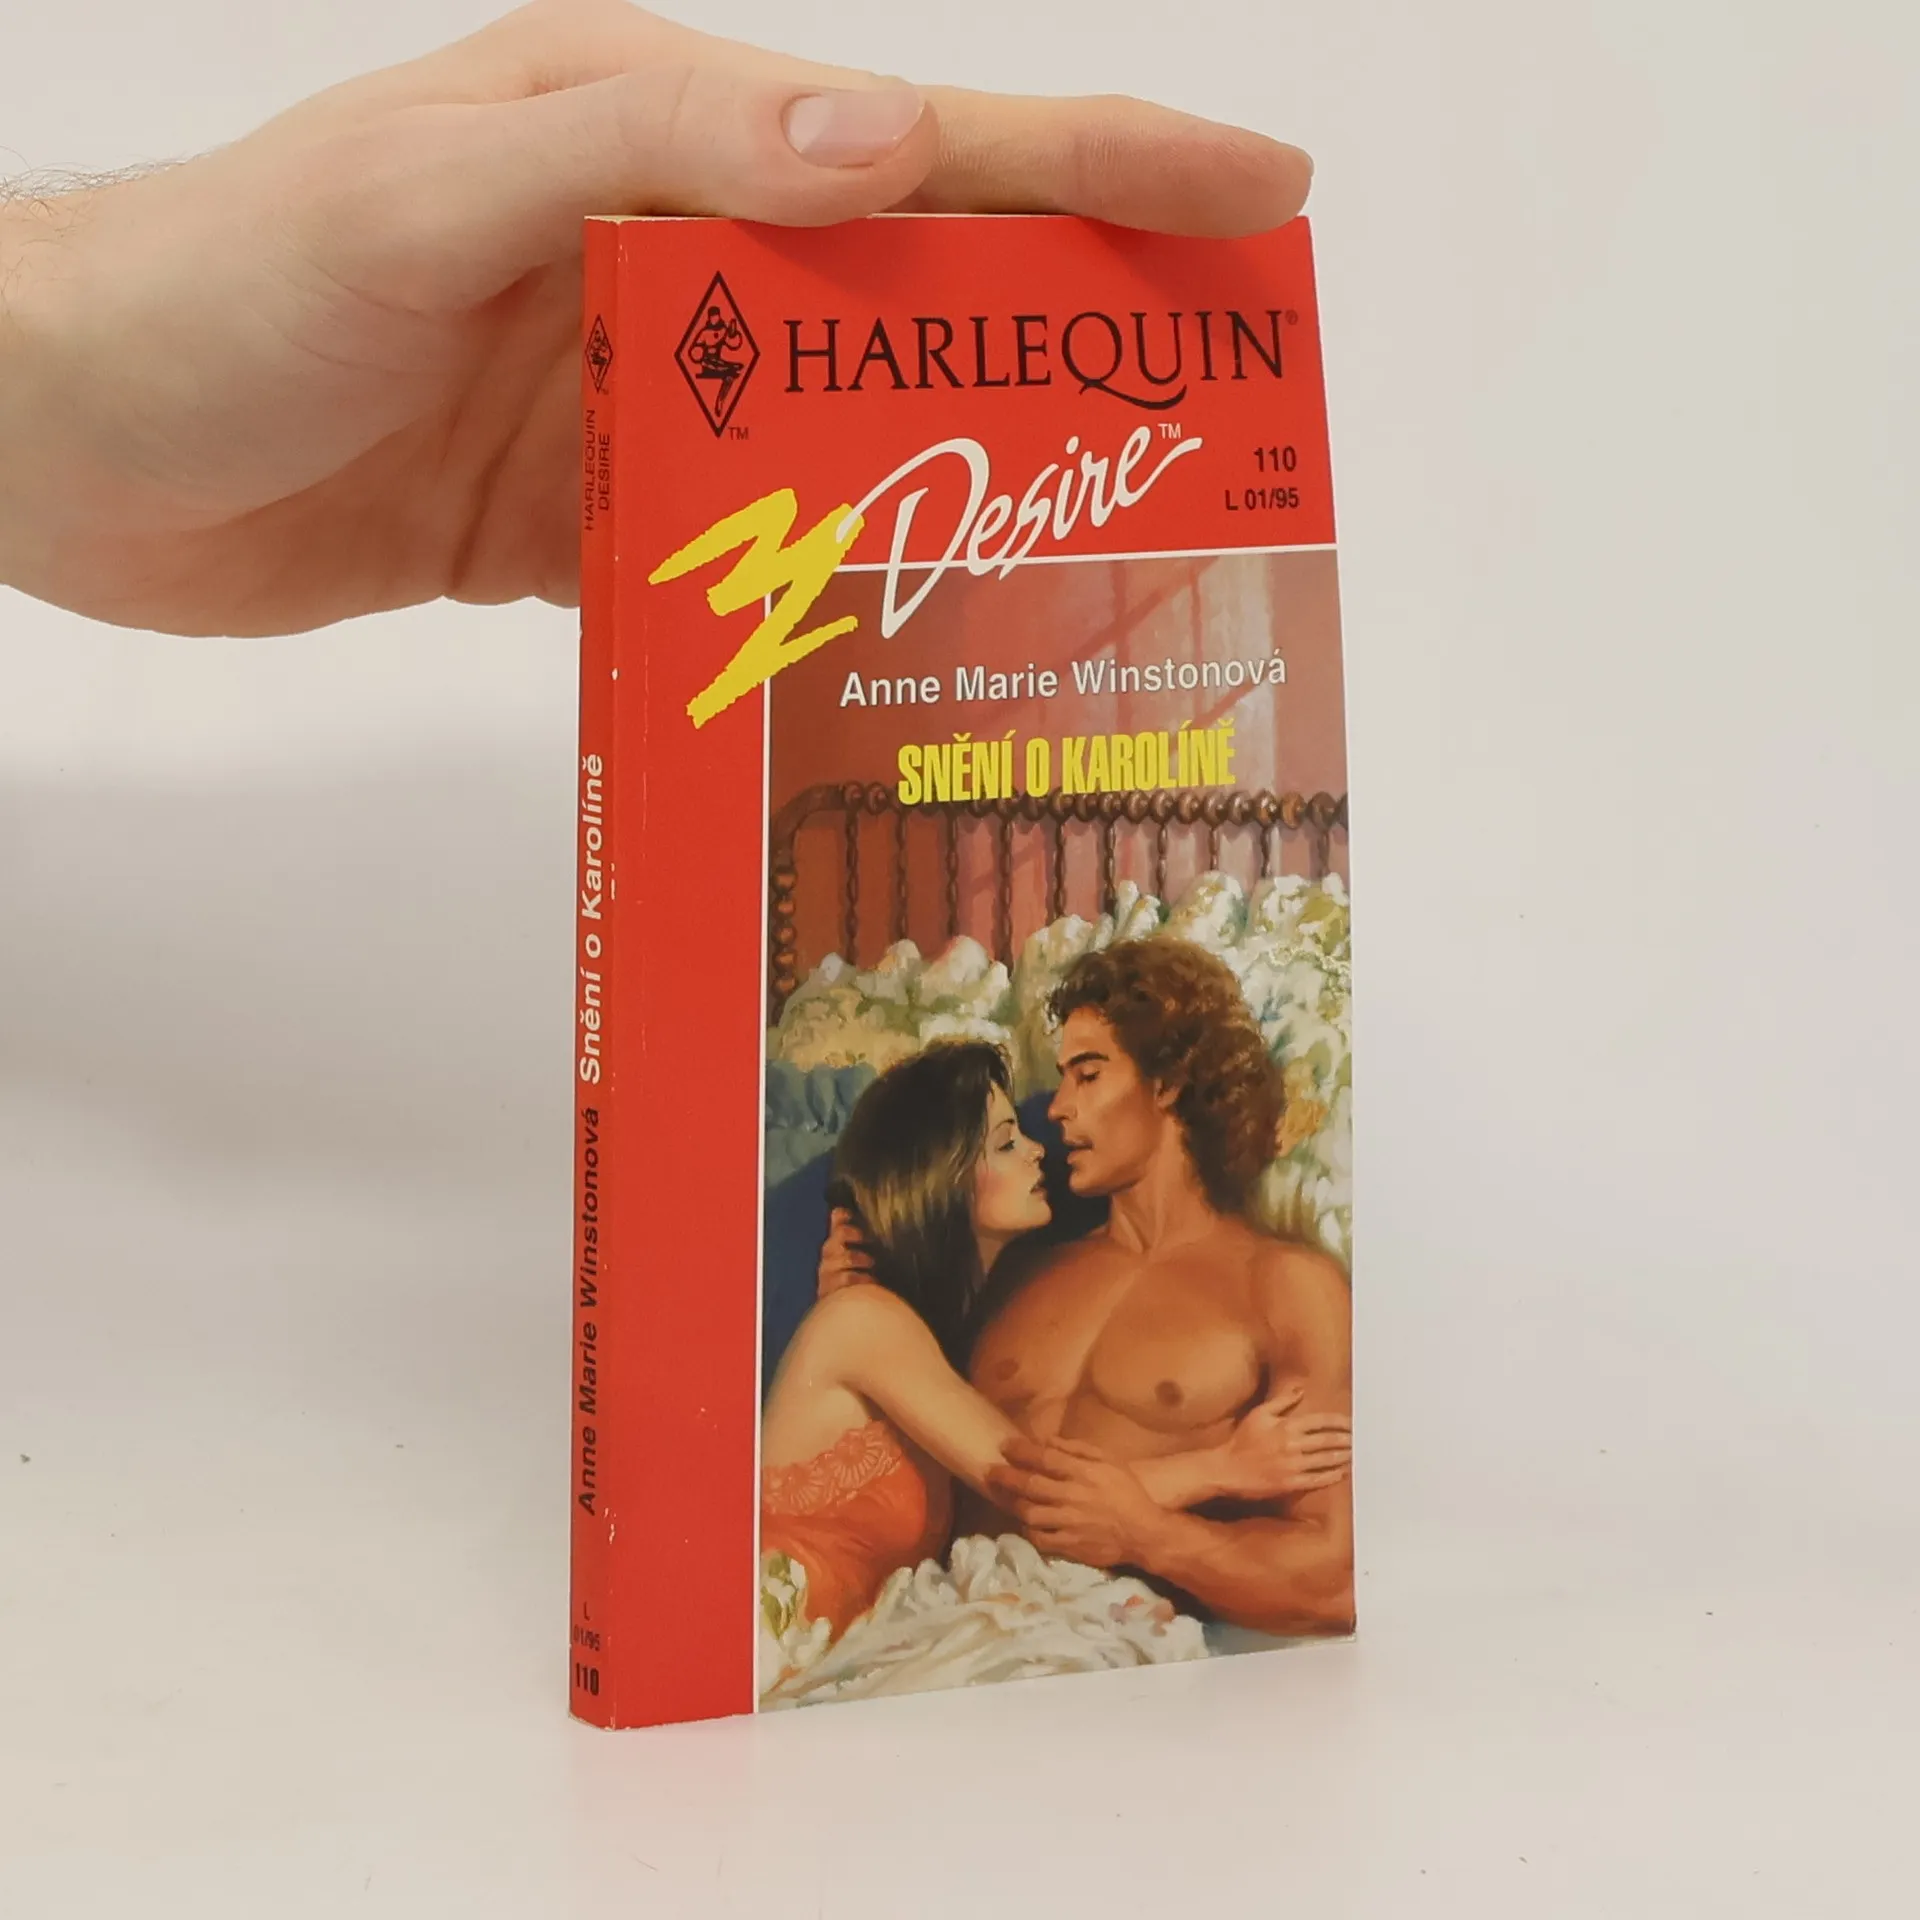 HARLEQUIN®
TM
Desire™
110
L 01/95
Anne Marie Winstonová
SNĚNÍ O KAROLÍNĚ
HARLEQUIN
DESIRE
Anne Marie Winstonová Snění o Karolíně
L
01/95
110